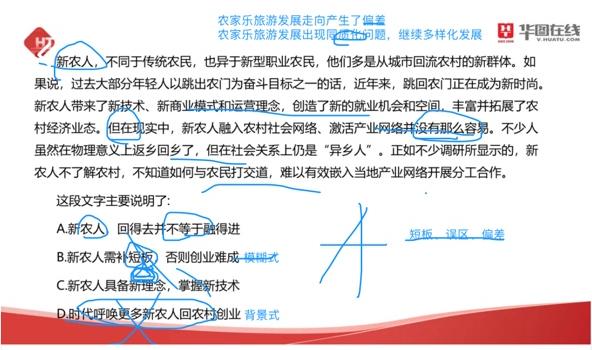 农家乐旅游发展走向产生了偏差
农家乐旅游发展出现同质化问题，继续多样化发展
华图在线
V.HUATU.COM
新农人，不同于传统农民，也异于新型职业农民，他们多是从城市回流农村的新群体。如
果说，过去大部分年轻人以跳出农门为奋斗目标之一的话，近年来，跳回农门正在成为新时尚。
新农人带来了新技术、新商业模式和运营理念，创造了新的就业机会和空间，丰富并拓展了农
村经济业态。但在现实中，新农人融入农村社会网络、激活产业网络并没有那么容易。不少人
虽然在物理意义上返乡回乡了，但在社会关系上仍是“异乡人”。正如不少调研所显示的，新
农人不了解农村，不知道如何与农民打交道，难以有效嵌入当地产业网络开展分工合作。
这段文字主要说明了:
A.新农人 回得去并不等于融得进
短板、误区、偏差
B.新农人需补短板，否则创业难成 模糊式
C.新农人具备新理念，掌握新技术
D.时代呼唤更多新农人回农村创业 背景式